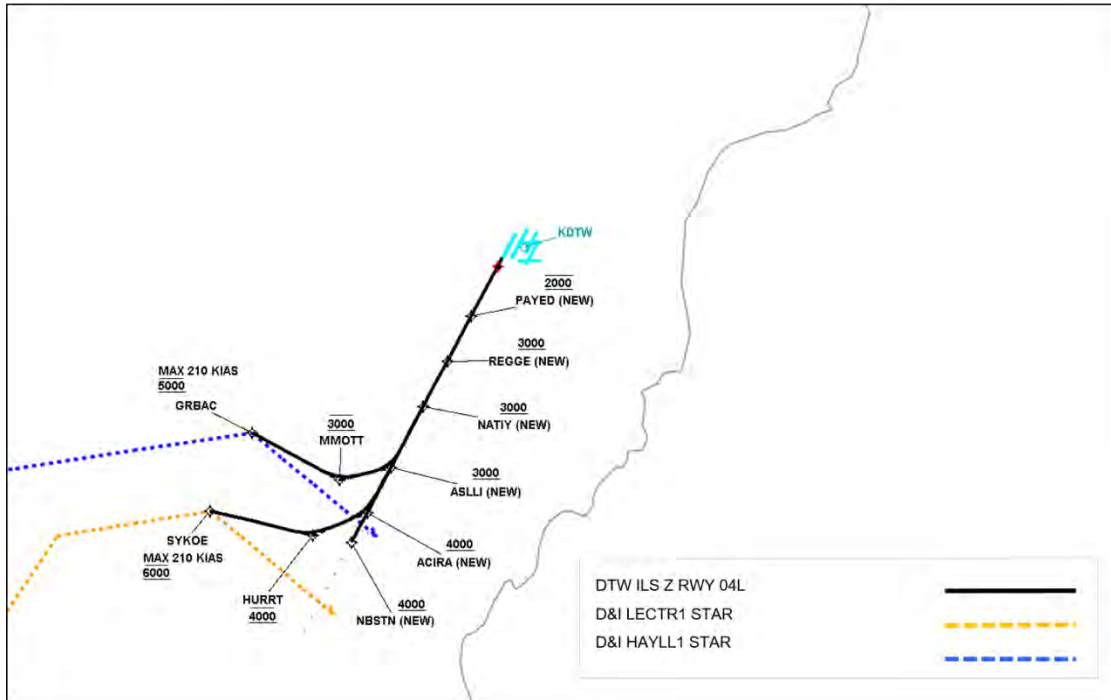 KDTW
2000
PAYED (NEW)
3000
REGGE (NEW)
MAX 210 KIAS
5000
GRBAC
3000
MMOTT
3000
NATIY (NEW)
3000
ASLLI (NEW)
SYKOE
MAX 210 KIAS
6000
HURRT
4000
4000
ACIRA (NEW)
4000
NBSTN (NEW)
DTW ILS Z RWY 04L
D&I LECTR1 STAR
D&I HAYLL1 STAR